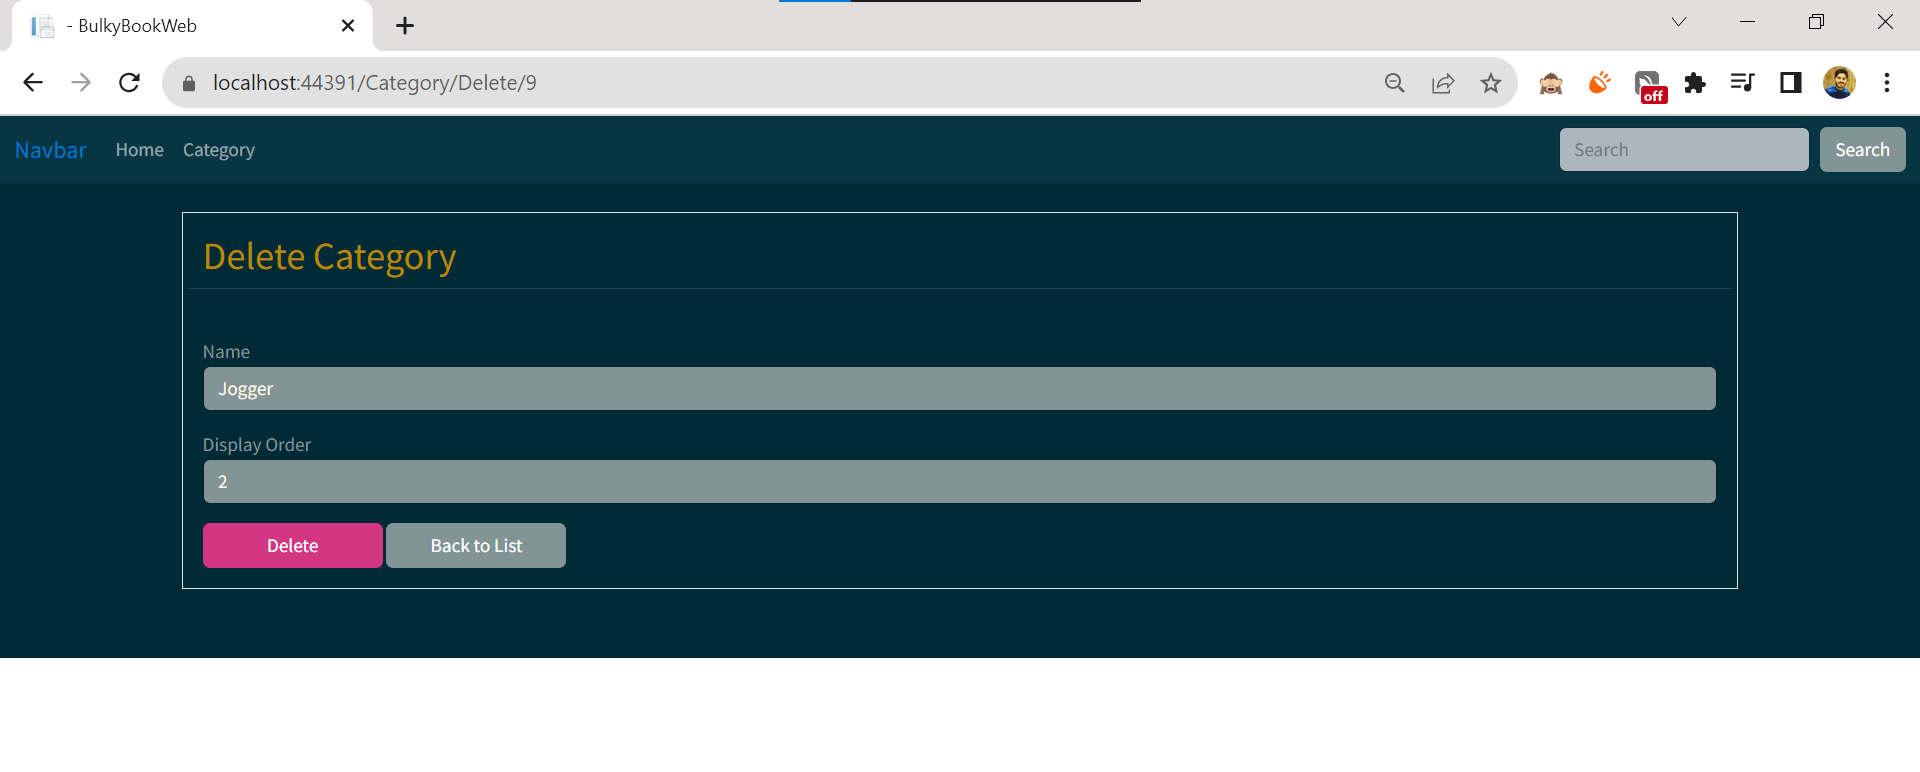 - BulkyBookWeb
localhost:44391/Category/Delete/9
off
Navbar Home Category Search Search
Delete Category
Name
Jogger
Display Order
2
Delete Back to List